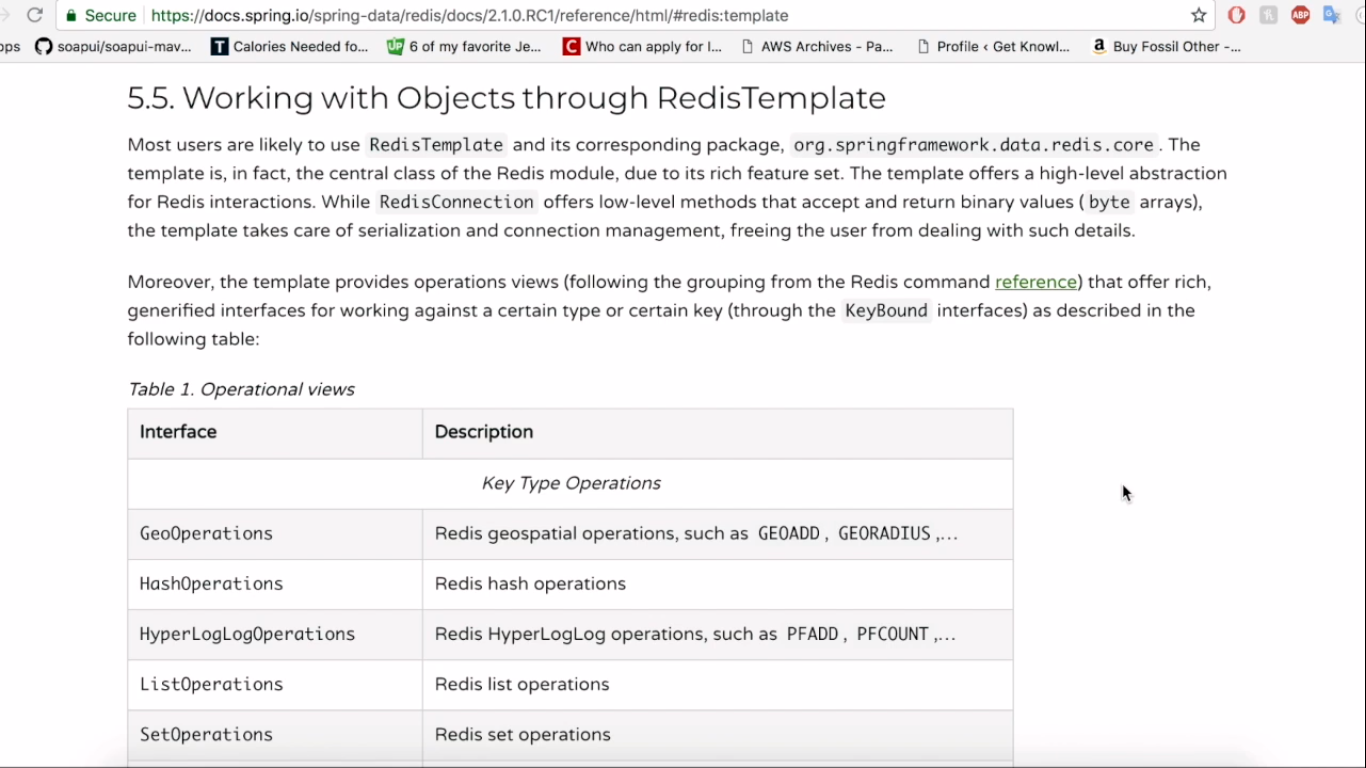 Secure https://docs.spring.io/spring-data/redis/docs/2.1.0.RC1/reference/html/#redis:template
ops soapui/soapui-mav... Calories Needed fo... 6 of my favorite Je... Who can apply for I... AWS Archives - Pa... Profile ‹ Get Knowl... Buy Fossil Other -...
5.5. Working with Objects through RedisTemplate
Most users are likely to use RedisTemplate and its corresponding package, org.springframework.data.redis.core. The
template is, in fact, the central class of the Redis module, due to its rich feature set. The template offers a high-level abstraction
for Redis interactions. While RedisConnection offers low-level methods that accept and return binary values (byte arrays),
the template takes care of serialization and connection management, freeing the user from dealing with such details.
Moreover, the template provides operations views (following the grouping from the Redis command reference) that offer rich,
generified interfaces for working against a certain type or certain key (through the KeyBound interfaces) as described in the
following table:
Table 1. Operational views
Interface Description
Key Type Operations
GeoOperations Redis geospatial operations, such as GEOADD, GEORADIUS,...
HashOperations Redis hash operations
HyperLogLogOperations Redis HyperLogLog operations, such as PFADD, PFCOUNT,...
ListOperations Redis list operations
SetOperations Redis set operations